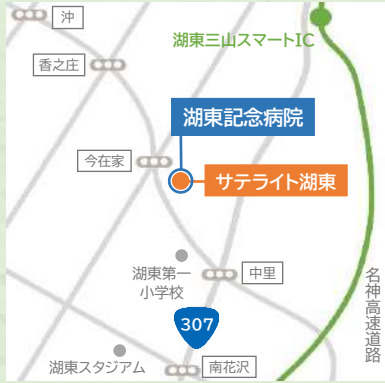 沖
湖東三山スマートIC
香之庄
湖東記念病院
今在家
サテライト湖東
湖東第一
小学校
中里
名神高速道路
307
湖東スタジアム
南花沢